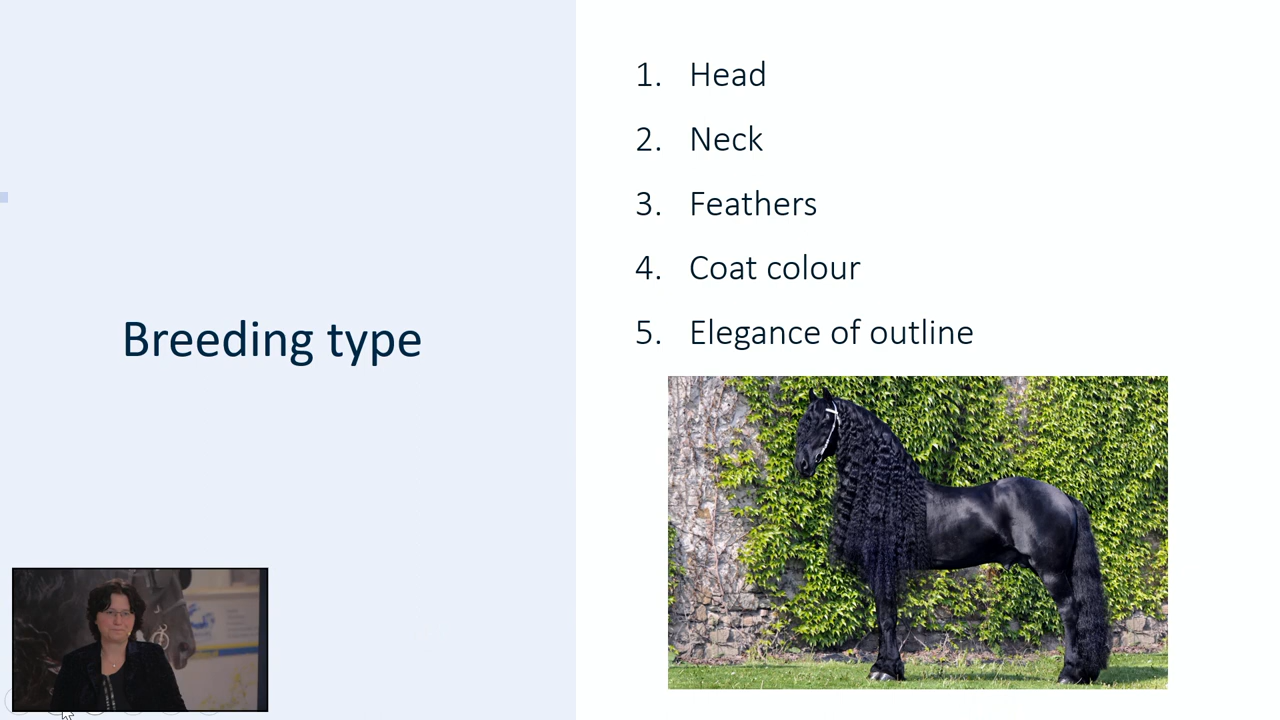 Breeding type
1. Head
2. Neck
3. Feathers
4. Coat colour
5. Elegance of outline